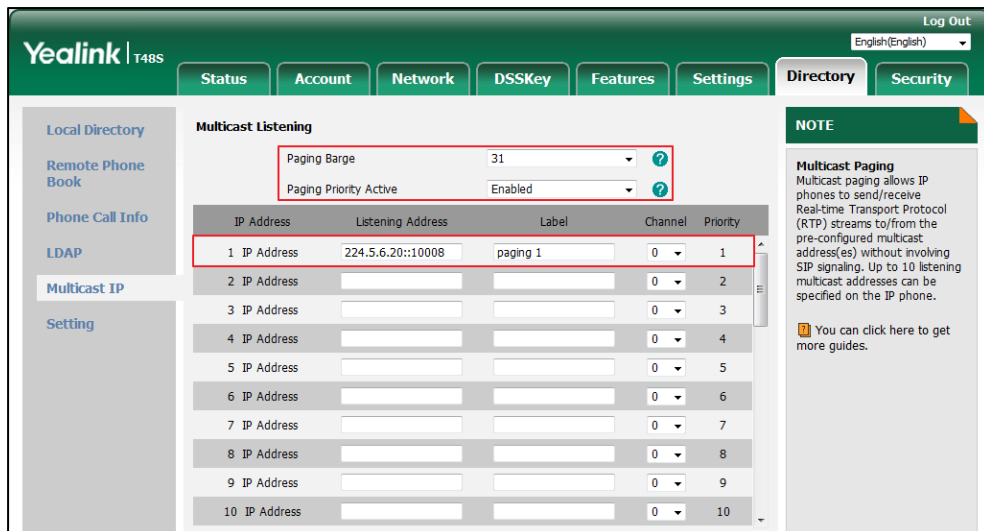 Log Out
Yealink | T48S
English(English)
Status Account Network DSSKey Features Settings Directory Security
Local Directory
Remote Phone
Book
Phone Call Info
LDAP
Multicast IP
Setting
Multicast Listening
Paging Barge 31 ?
Paging Priority Active Enabled ?
IP Address Listening Address Label Channel Priority
1 IP Address 224.5.6.20::10008 paging 1 0 1
2 IP Address 0 2
3 IP Address 0 3
4 IP Address 0 4
5 IP Address 0 5
6 IP Address 0 6
7 IP Address 0 7
8 IP Address 0 8
9 IP Address 0 9
10 IP Address 0 10
NOTE
Multicast Paging
Multicast paging allows IP
phones to send/receive
Real-time Transport Protocol
(RTP) streams to/from the
pre-configured multicast
address(es) without involving
SIP signaling. Up to 10 listening
multicast addresses can be
specified on the IP phone.
? You can click here to get
more guides.